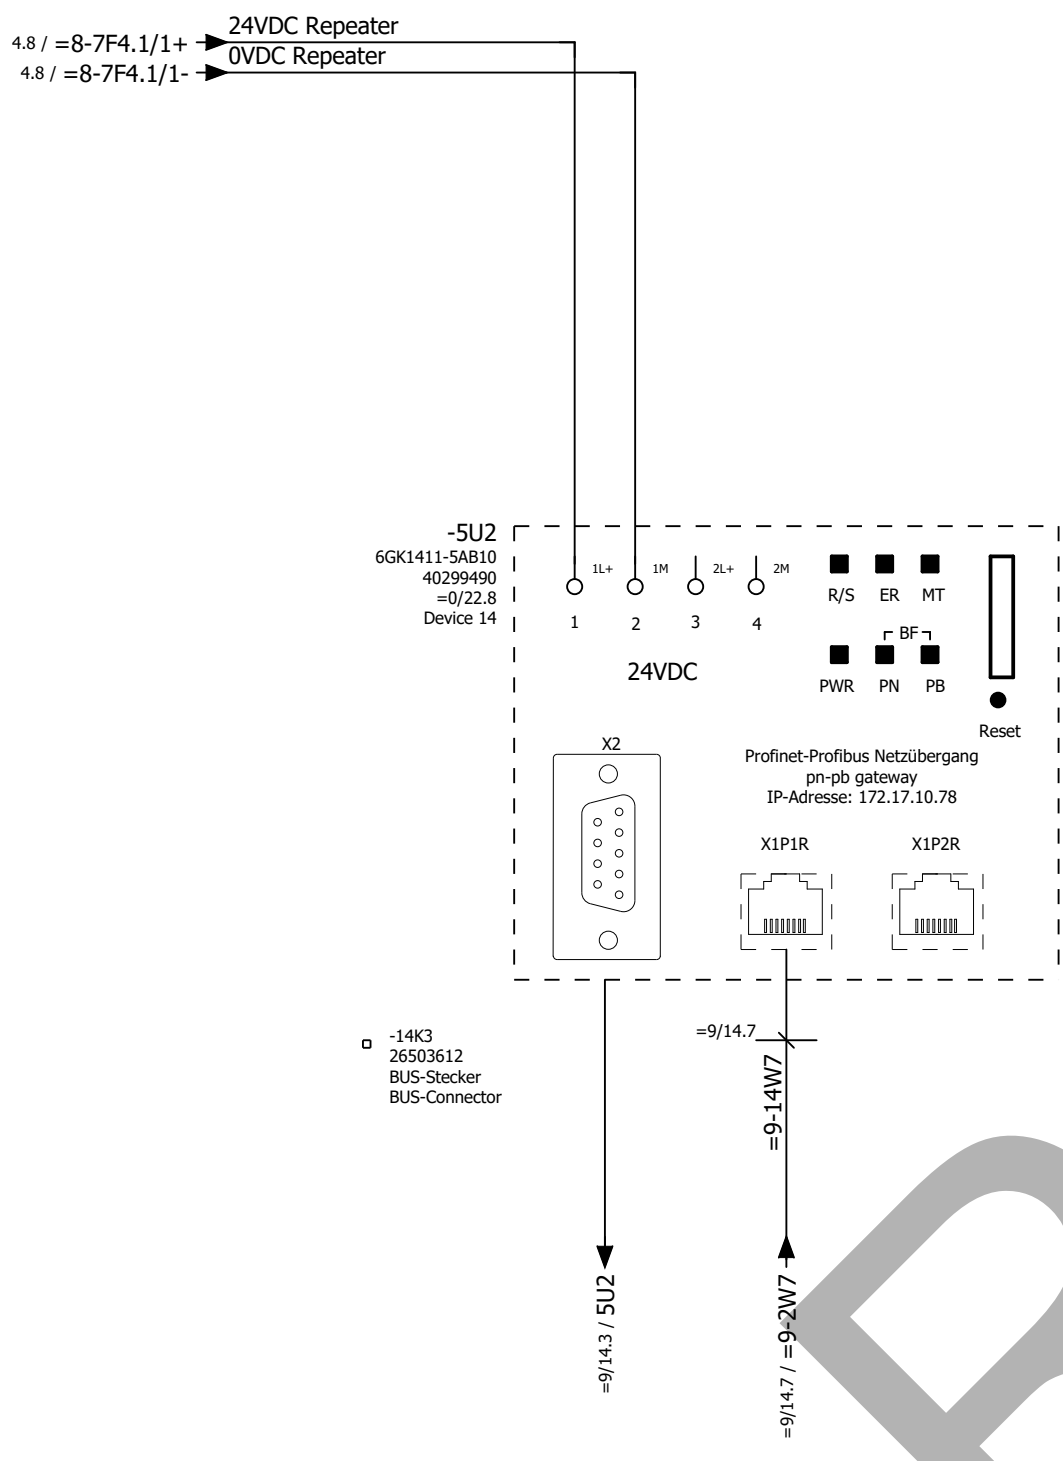 24VDC Repeater
4.8 / =8-7F4.1/1+
0VDC Repeater
4.8 / =8-7F4.1/1-
-5U2
6GK1411-5AB10
40299490
=0/22.8
Device 14
1L+ 1M 2L+ 2M
1 2 3 4
24VDC
R/S ER MT
BF
PWR PN PB
Reset
X2
Profinet-Profibus Netzübergang
pn-pb gateway
IP-Adresse: 172.17.10.78
X1P1R X1P2R
-14K3
26503612
BUS-Stecker
BUS-Connector
=9/14.7
=9-14W7
=9/14.3 / 5U2
=9/14.7 / =9-2W7